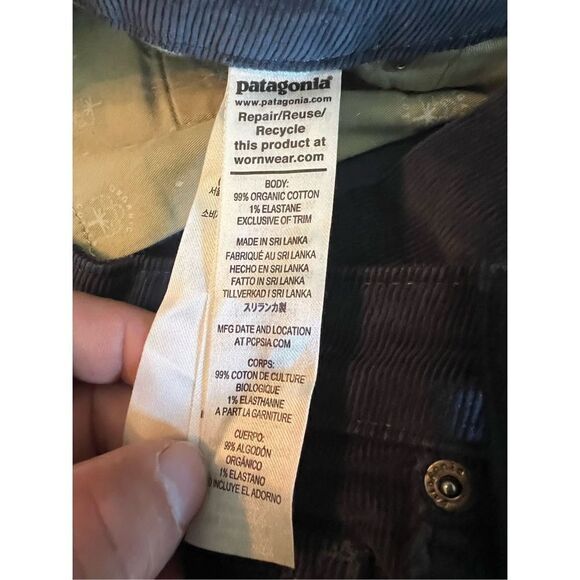 patagonia®
www.patagonia.com
Repair/Reuse/
Recycle
this product at
wornwear.com
BODY:
99% ORGANIC COTTON
1% ELASTANE
EXCLUSIVE OF TRIM
MADE IN SRI LANKA
FABRIQUÉ AU SRI LANKA
HECHO EN SRI LANKA
FATTO IN SRI LANKA
TILLVERKAD I SRI LANKA
スリランカ製
MFG DATE AND LOCATION
AT PCPSIA.COM
CORPS:
99% COTON DE CULTURE
BIOLOGIQUE
1% ELASTHANNE
A PART LA GARNITURE
CUERPO:
99% ALGODÓN
ORGÁNICO
1% ELASTANO
INCLUYE EL ADORNO
ORGANIC